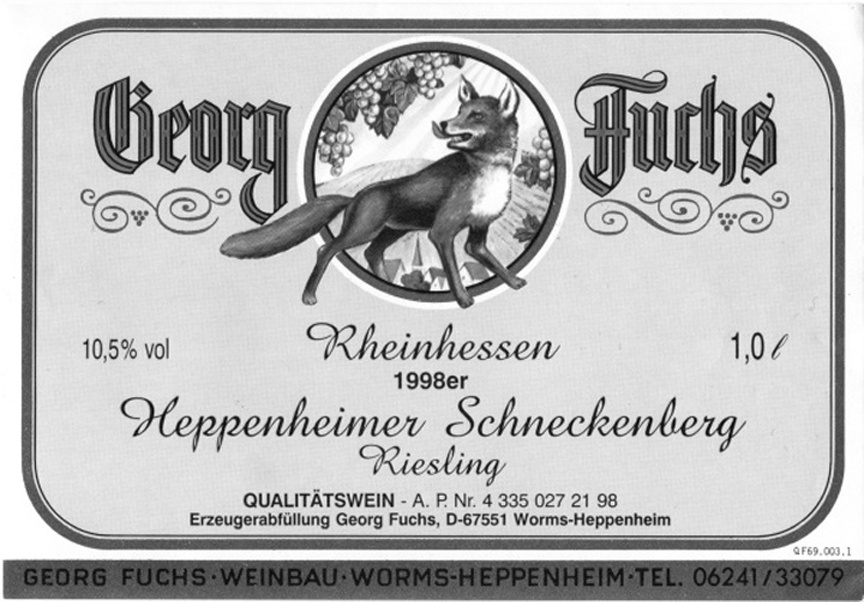 Georg Fuchs
Rheinhessen
10,5% vol
1,0 ℓ
1998er
Heppenheimer Schneckenberg
Riesling
QUALITÄTSWEIN - A. P. Nr. 4 335 027 21 98
Erzeugerabfüllung Georg Fuchs, D-67551 Worms-Heppenheim
QF69.003.1
GEORG FUCHS·WEINBAU·WORMS-HEPPENHEIM·TEL. 06241/33079